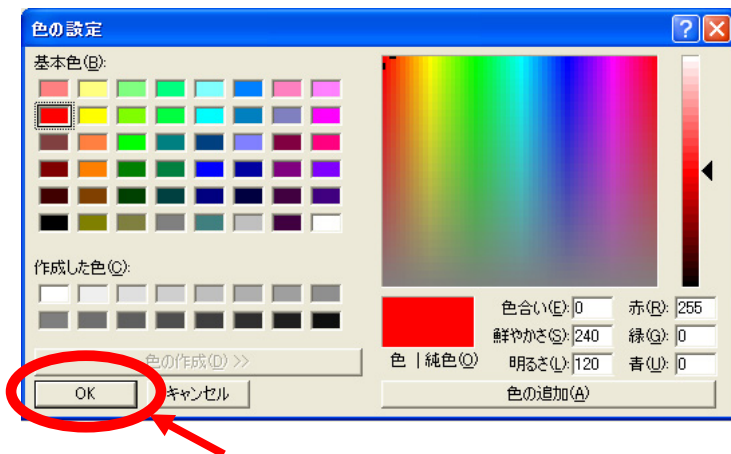 色の設定
基本色(B):
作成した色(C):
色の作成(D) >>
OK
キャンセル
色 | 純色(O)
色合い(E): 0
鮮やかさ(S): 240
明るさ(L): 120
赤(R): 255
緑(G): 0
青(U): 0
色の追加(A)